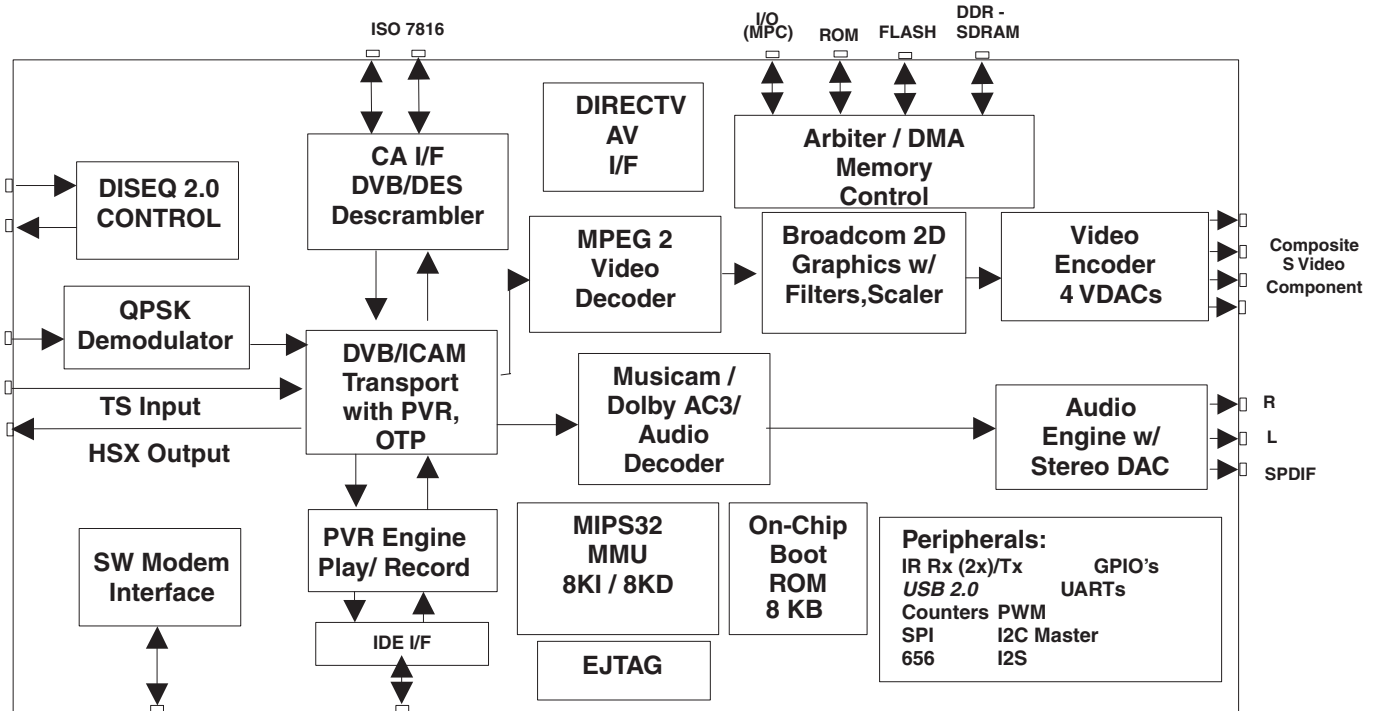 ISO 7816
I/O
(MPC)
ROM
FLASH
DDR -
SDRAM
DIRECTV
AV
I/F
Arbiter / DMA
Memory
Control
CA I/F
DVB/DES
Descrambler
DISEQ 2.0
CONTROL
MPEG 2
Video
Decoder
Broadcom 2D
Graphics w/
Filters,Scaler
Video
Encoder
4 VDACs
Composite
S Video
Component
QPSK
Demodulator
DVB/ICAM
Transport
with PVR,
OTP
TS Input
HSX Output
Musicam /
Dolby AC3/
Audio
Decoder
Audio
Engine w/
Stereo DAC
R
L
SPDIF
SW Modem
Interface
PVR Engine
Play/ Record
IDE I/F
MIPS32
MMU
8KI / 8KD
EJTAG
On-Chip
Boot
ROM
8 KB
Peripherals:
IR Rx (2x)/Tx GPIO's
USB 2.0 UARTs
Counters PWM
SPI I2C Master
656 I2S